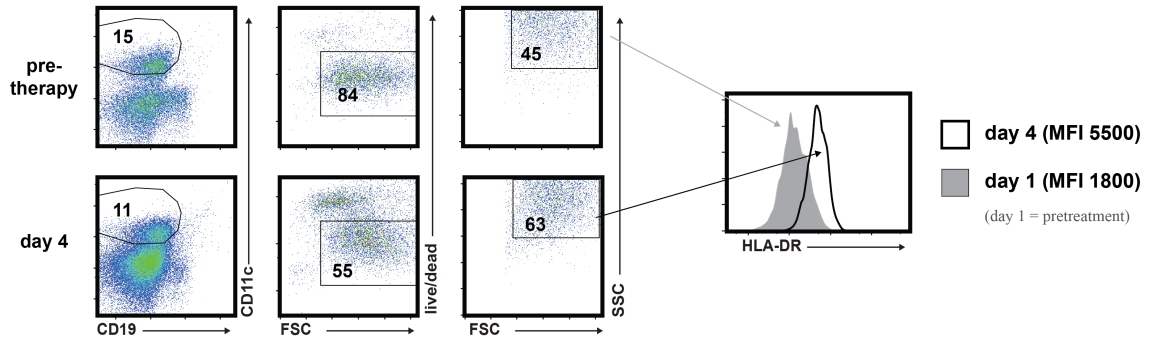 pre-
therapy
15
84
45
CD11c
live/dead
SSC
day 4
11
55
63
CD19
FSC
FSC
HLA-DR
day 4 (MFI 5500)
day 1 (MFI 1800)
(day 1 = pretreatment)